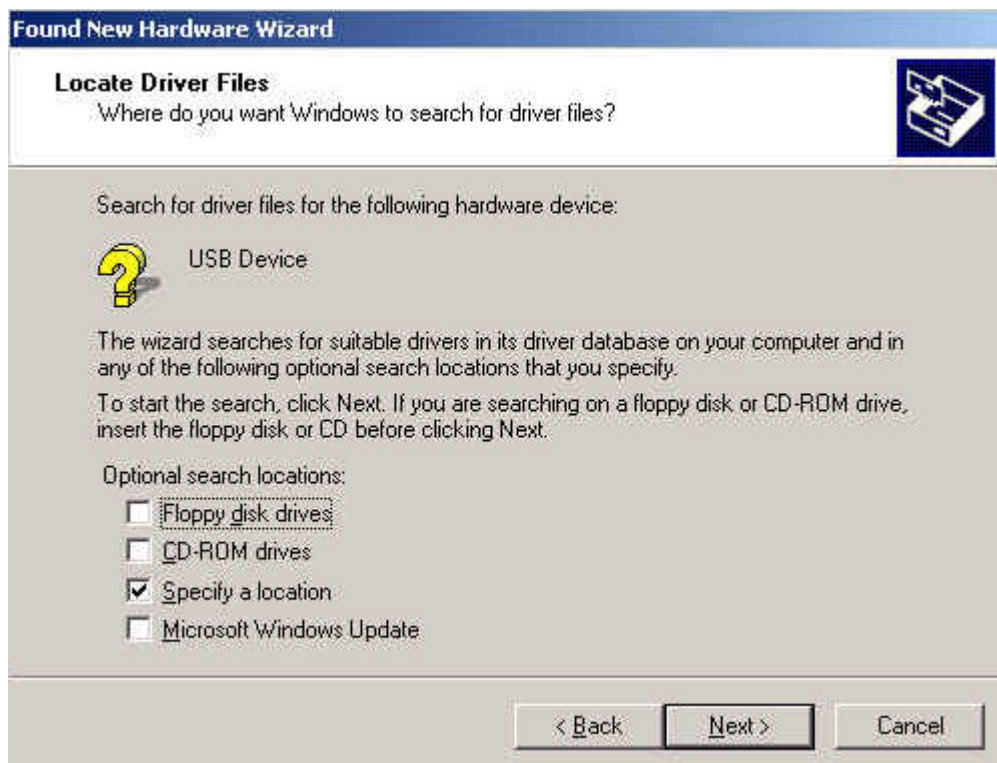 Found New Hardware Wizard
Locate Driver Files
Where do you want Windows to search for driver files?
Search for driver files for the following hardware device:
USB Device
The wizard searches for suitable drivers in its driver database on your computer and in
any of the following optional search locations that you specify.
To start the search, click Next. If you are searching on a floppy disk or CD-ROM drive,
insert the floppy disk or CD before clicking Next.
Optional search locations:
Floppy disk drives
CD-ROM drives
Specify a location
Microsoft Windows Update
< Back Next > Cancel